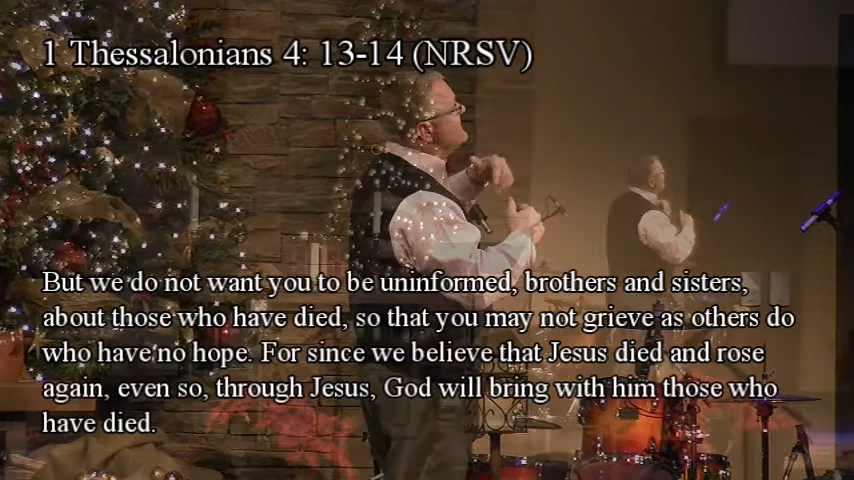 1 Thessalonians 4: 13-14 (NRSV)
But we do not want you to be uninformed, brothers and sisters,
about those who have died, so that you may not grieve as others do
who have no hope. For since we believe that Jesus died and rose
again, even so, through Jesus, God will bring with him those who
have died.